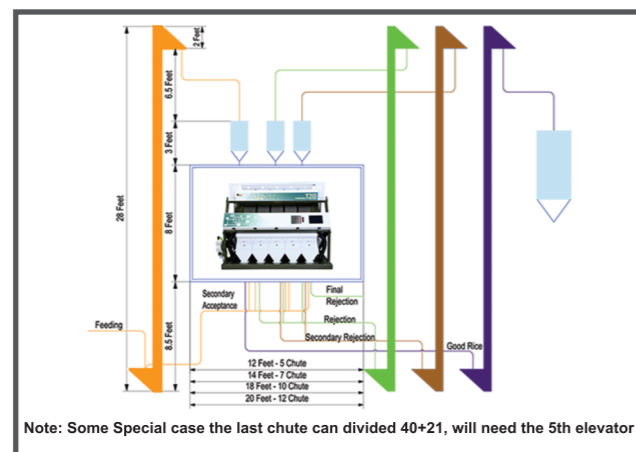 2 Feet
6.5 Feet
3 Feet
28 Feet
8 Feet
8.5 Feet
Feeding
Secondary
Acceptance
Final
Rejection
Rejection
Secondary Rejection
Good Rice
12 Feet - 5 Chute
14 Feet - 7 Chute
18 Feet - 10 Chute
20 Feet - 12 Chute
Note: Some Special case the last chute can divided 40+21, will need the 5th elevator